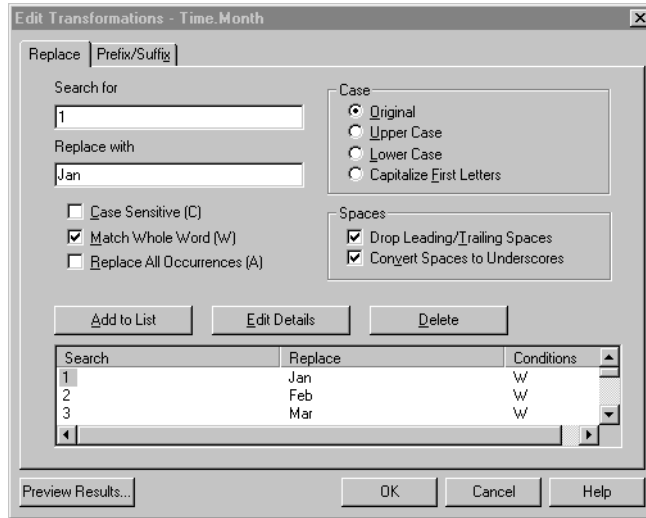 Edit Transformations - Time.Month
Replace Prefix/Suffix
Search for
1
Replace with
Jan
Case Sensitive (C)
Match Whole Word (W)
Replace All Occurrences (A)
Case
Original
Upper Case
Lower Case
Capitalize First Letters
Spaces
Drop Leading/Trailing Spaces
Convert Spaces to Underscores
Add to List Edit Details Delete
Search Replace Conditions
1 Jan W
2 Feb W
3 Mar W
Preview Results... OK Cancel Help